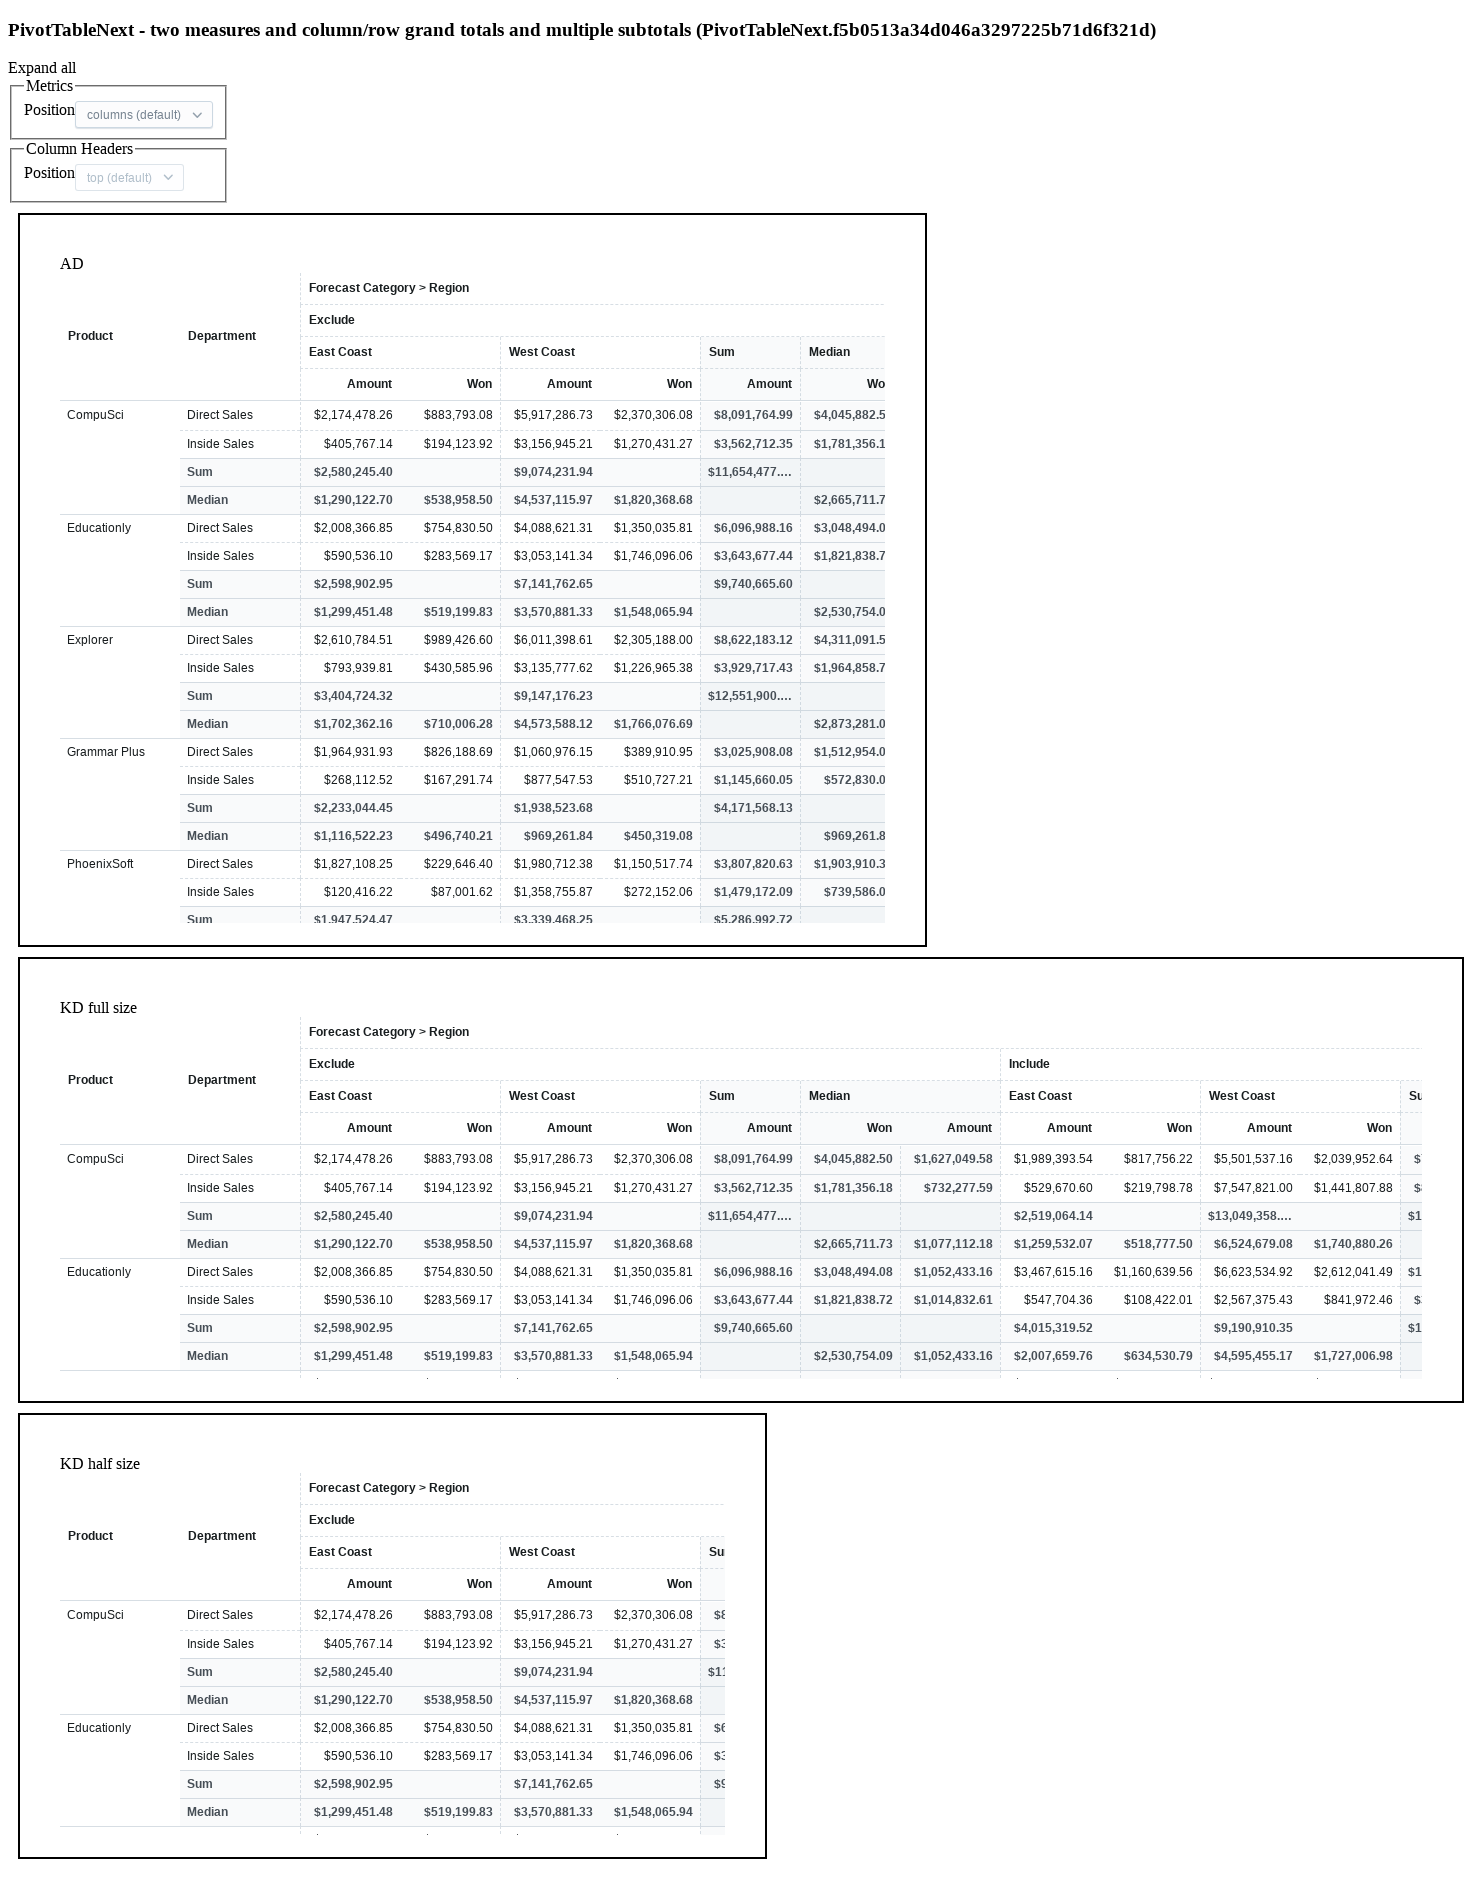 PivotTableNext - two measures and column/row grand totals and multiple subtotals (PivotTableNext.f5b0513a34d046a3297225b71d6f321d)
Expand all
Metrics
Position columns (default)
Column Headers
Position top (default)
AD
Forecast Category > Region
Exclude
Product Department
East Coast West Coast Sum Median
Amount Won Amount Won Amount
CompuSci Direct Sales $2,174,478.26 $883,793.08 $5,917,286.73 $2,370,306.08 $8,091,764.99 $4,045,882.5
Inside Sales $405,767.14 $194,123.92 $3,156,945.21 $1,270,431.27 $3,562,712.35 $1,781,356.1
Sum $2,580,245.40 $9,074,231.94 $11,654,477.…
Median $1,290,122.70 $538,958.50 $4,537,115.97 $1,820,368.68 $2,665,711.7
Educationly Direct Sales $2,008,366.85 $754,830.50 $4,088,621.31 $1,350,035.81 $6,096,988.16 $3,048,494.0
Inside Sales $590,536.10 $283,569.17 $3,053,141.34 $1,746,096.06 $3,643,677.44 $1,821,838.7
Sum $2,598,902.95 $7,141,762.65 $9,740,665.60
Median $1,299,451.48 $519,199.83 $3,570,881.33 $1,548,065.94 $2,530,754.0
Explorer Direct Sales $2,610,784.51 $989,426.60 $6,011,398.61 $2,305,188.00 $8,622,183.12 $4,311,091.5
Inside Sales $793,939.81 $430,585.96 $3,135,777.62 $1,226,965.38 $3,929,717.43 $1,964,858.7
Sum $3,404,724.32 $9,147,176.23 $12,551,900.…
Median $1,702,362.16 $710,006.28 $4,573,588.12 $1,766,076.69 $2,873,281.0
Grammar Plus Direct Sales $1,964,931.93 $826,188.69 $1,060,976.15 $389,910.95 $3,025,908.08 $1,512,954.0
Inside Sales $268,112.52 $167,291.74 $877,547.53 $510,727.21 $1,145,660.05 $572,830.0
Sum $2,233,044.45 $1,938,523.68 $4,171,568.13
Median $1,116,522.23 $496,740.21 $969,261.84 $450,319.08 $969,261.8
PhoenixSoft Direct Sales $1,827,108.25 $229,646.40 $1,980,712.38 $1,150,517.74 $3,807,820.63 $1,903,910.3
Inside Sales $120,416.22 $87,001.62 $1,358,755.87 $272,152.06 $1,479,172.09 $739,586.0
Sum $1,947,524.47 $3,339,468.25 $5,286,992.72
KD full size
Forecast Category > Region
Exclude Include
Product Department
East Coast West Coast Sum Median East Coast West Coast
Amount Won Amount Won Amount Won Amount Amount Won Amount Won
CompuSci Direct Sales $2,174,478.26 $883,793.08 $5,917,286.73 $2,370,306.08 $8,091,764.99 $4,045,882.50 $1,627,049.58 $1,989,393.54 $817,756.22 $5,501,537.16 $2,039,952.64
Inside Sales $405,767.14 $194,123.92 $3,156,945.21 $1,270,431.27 $3,562,712.35 $1,781,356.18 $732,277.59 $529,670.60 $219,798.78 $7,547,821.00 $1,441,807.88
Sum $2,580,245.40 $9,074,231.94 $11,654,477.… $2,519,064.14 $13,049,358.… $1
Median $1,290,122.70 $538,958.50 $4,537,115.97 $1,820,368.68 $2,665,711.73 $1,077,112.18 $1,259,532.07 $518,777.50 $6,524,679.08 $1,740,880.26
Educationly Direct Sales $2,008,366.85 $754,830.50 $4,088,621.31 $1,350,035.81 $6,096,988.16 $3,048,494.08 $1,052,433.16 $3,467,615.16 $1,160,639.56 $6,623,534.92 $2,612,041.49 $1
Inside Sales $590,536.10 $283,569.17 $3,053,141.34 $1,746,096.06 $3,643,677.44 $1,821,838.72 $1,014,832.61 $547,704.36 $108,422.01 $2,567,375.43 $841,972.46
Sum $2,598,902.95 $7,141,762.65 $9,740,665.60 $4,015,319.52 $9,190,910.35 $1
Median $1,299,451.48 $519,199.83 $3,570,881.33 $1,548,065.94 $2,530,754.09 $1,052,433.16 $2,007,659.76 $634,530.79 $4,595,455.17 $1,727,006.98
KD half size
Forecast Category > Region
Exclude
Product Department
East Coast West Coast
Amount Won Amount Won
CompuSci Direct Sales $2,174,478.26 $883,793.08 $5,917,286.73 $2,370,306.08 $8
Inside Sales $405,767.14 $194,123.92 $3,156,945.21 $1,270,431.27 $3
Sum $2,580,245.40 $9,074,231.94 $11
Median $1,290,122.70 $538,958.50 $4,537,115.97 $1,820,368.68
Educationly Direct Sales $2,008,366.85 $754,830.50 $4,088,621.31 $1,350,035.81 $6
Inside Sales $590,536.10 $283,569.17 $3,053,141.34 $1,746,096.06 $3
Sum $2,598,902.95 $7,141,762.65 $9
Median $1,299,451.48 $519,199.83 $3,570,881.33 $1,548,065.94